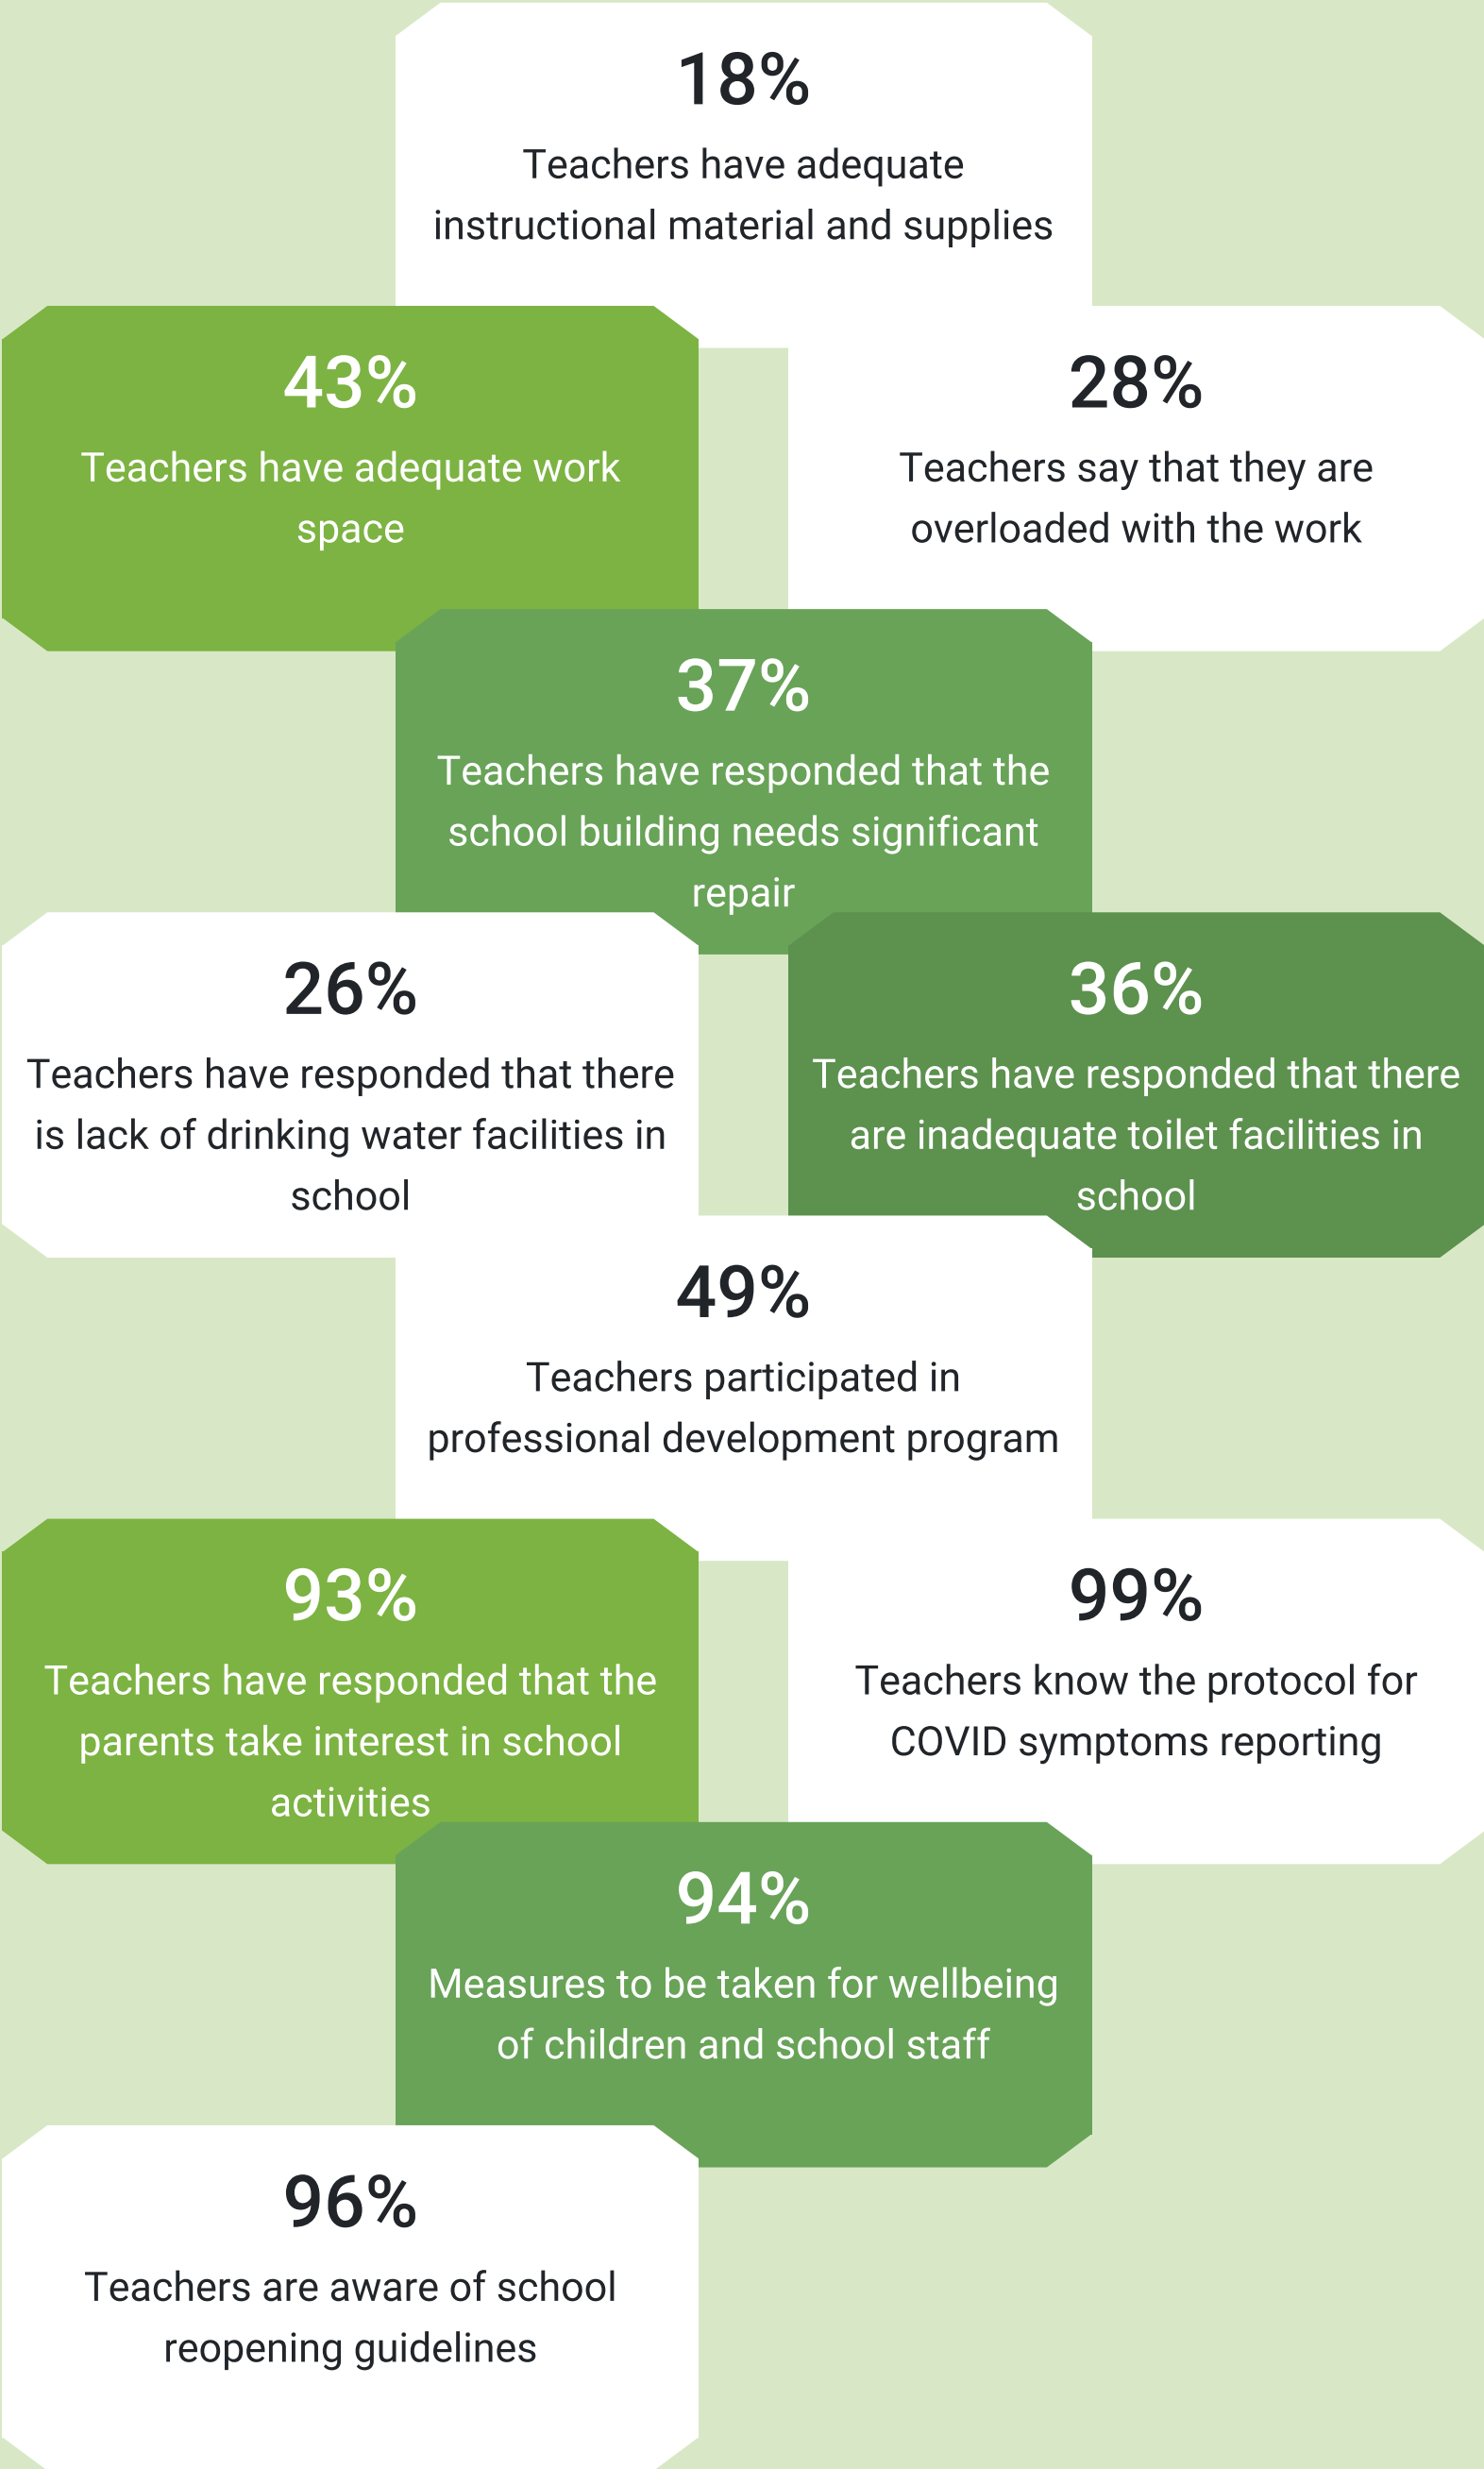 18%
Teachers have adequate
instructional material and supplies
43%
Teachers have adequate work
space
28%
Teachers say that they are
overloaded with the work
37%
Teachers have responded that the
school building needs significant
repair
26%
Teachers have responded that there
is lack of drinking water facilities in
school
36%
Teachers have responded that there
are inadequate toilet facilities in
school
49%
Teachers participated in
professional development program
93%
Teachers have responded that the
parents take interest in school
activities
99%
Teachers know the protocol for
COVID symptoms reporting
94%
Measures to be taken for wellbeing
of children and school staff
96%
Teachers are aware of school
reopening guidelines